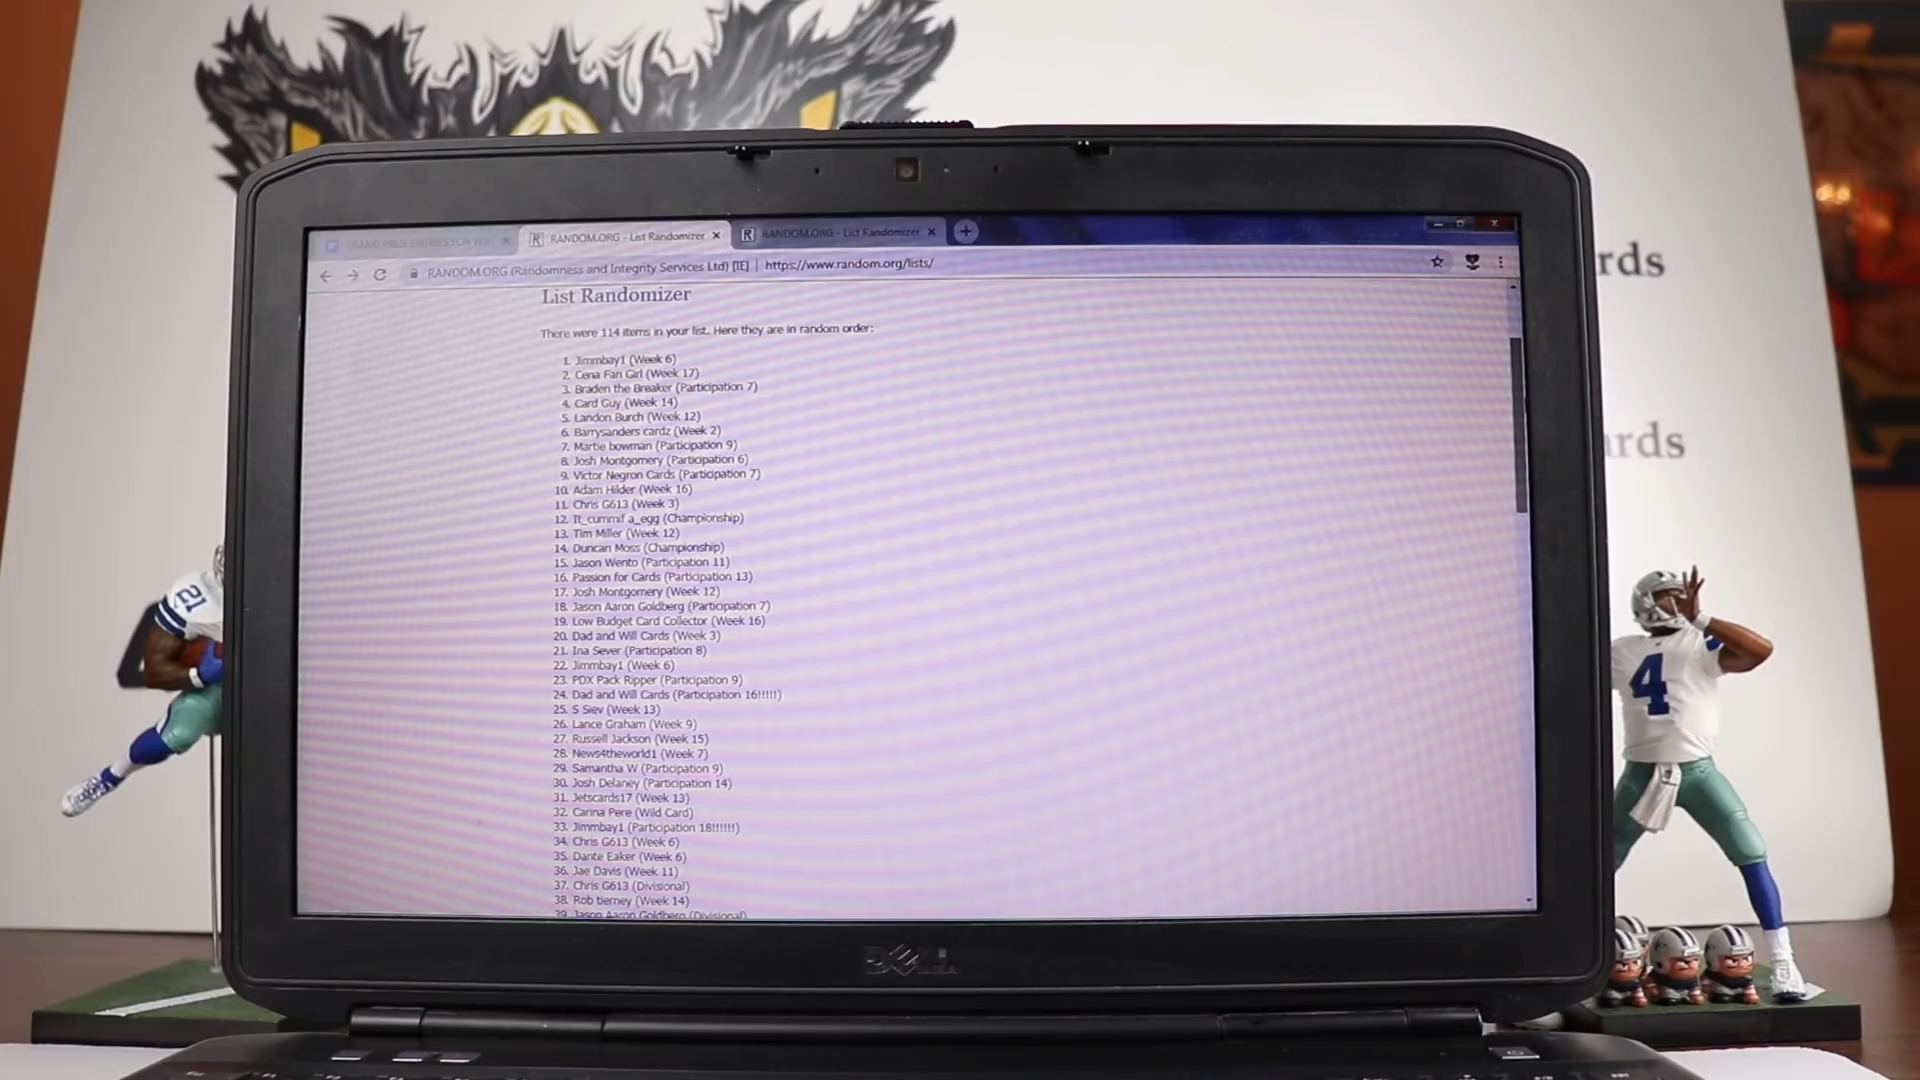 RANDOM.ORG - List Randomizer
RANDOM.ORG - List Randomizer
RANDOM.ORG (Randomness and Integrity Services Ltd) [IE] | https://www.random.org/lists/
List Randomizer
There were 114 items in your list. Here they are in random order:
1. Jimmbay1 (Week 6)
2. Cena Fan Girl (Week 17)
3. Braden the Breaker (Participation 7)
4. Card Guy (Week 14)
5. Landon Burch (Week 12)
6. Barrysanders cardz (Week 2)
7. Martie bowman (Participation 9)
8. Josh Montgomery (Participation 6)
9. Victor Negron Cards (Participation 7)
10. Adam Hilder (Week 16)
11. Chris G613 (Week 3)
12. It_cummif a_egg (Championship)
13. Tim Miller (Week 12)
14. Duncan Moss (Championship)
15. Jason Wento (Participation 11)
16. Passion for Cards (Participation 13)
17. Josh Montgomery (Week 12)
18. Jason Aaron Goldberg (Participation 7)
19. Low Budget Card Collector (Week 16)
20. Dad and Will Cards (Week 3)
21. Ina Sever (Participation 8)
22. Jimmbay1 (Week 6)
23. PDX Pack Ripper (Participation 9)
24. Dad and Will Cards (Participation 16!!!!!)
25. S Siev (Week 13)
26. Lance Graham (Week 9)
27. Russell Jackson (Week 15)
28. News4theworld1 (Week 7)
29. Samantha W (Participation 9)
30. Josh Delaney (Participation 14)
31. Jetscards17 (Week 13)
32. Carina Pere (Wild Card)
33. Jimmbay1 (Participation 18!!!!!!)
34. Chris G613 (Week 6)
35. Dante Eaker (Week 6)
36. Jae Davis (Week 11)
37. Chris G613 (Divisional)
38. Rob tierney (Week 14)
39. Jason Aaron Goldberg (Divisional)
DELL
rds
ards
21
4